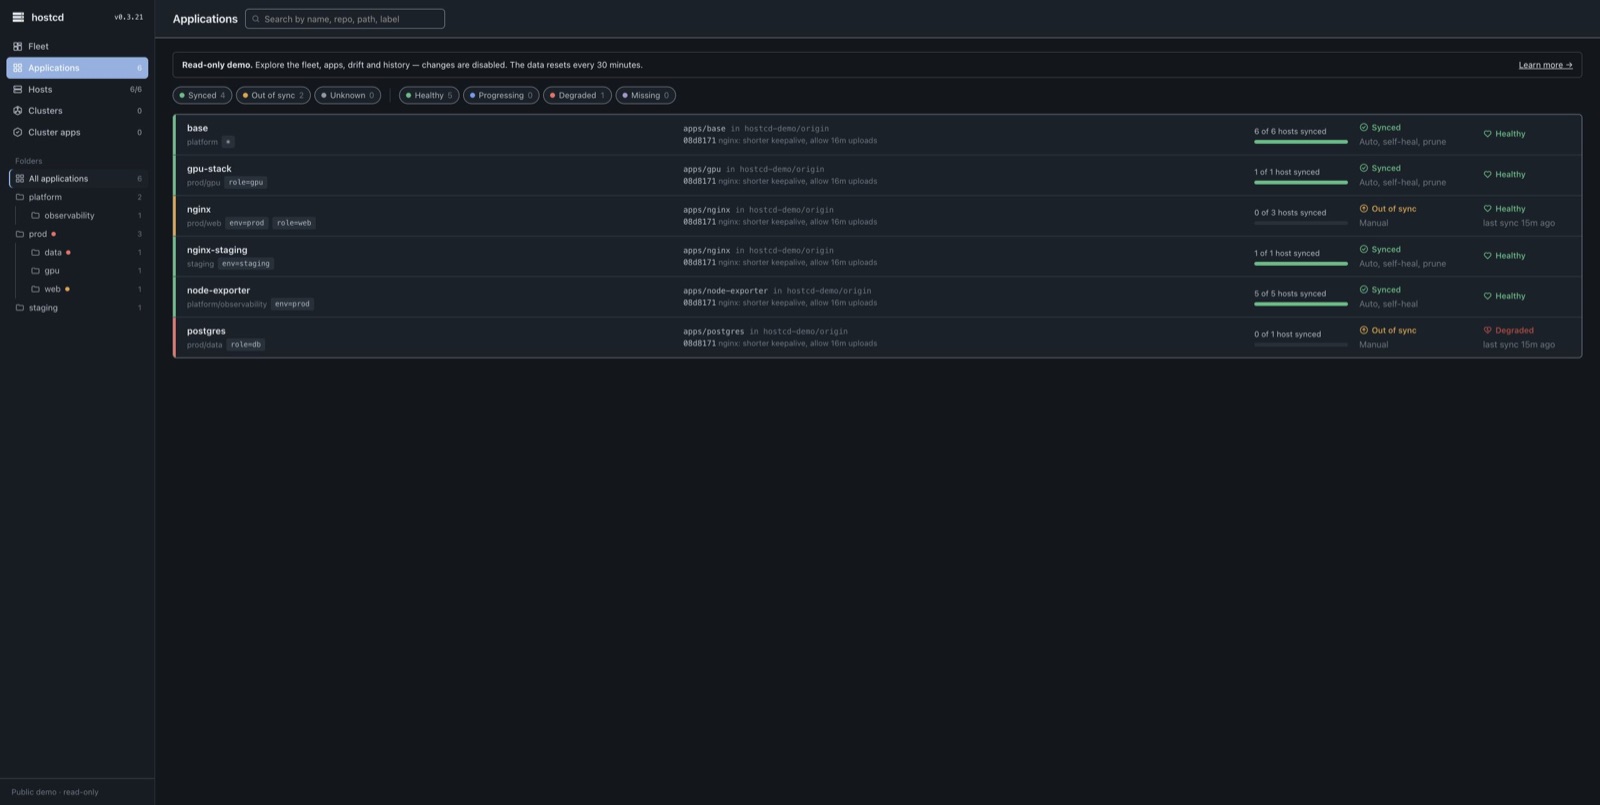 hostcd v0.3.21
Fleet
Applications 6
Hosts 6/6
Clusters 0
Cluster apps 0
Folders
All applications 6
platform 2
observability 1
prod 3
data 1
gpu 1
web 1
staging 1
Public demo · read-only
Applications Search by name, repo, path, label
Read-only demo. Explore the fleet, apps, drift and history — changes are disabled. The data resets every 30 minutes. Learn more →
Synced 4 Out of sync 2 Unknown 0 Healthy 5 Progressing 0 Degraded 1 Missing 0
base apps/base in hostcd-demo/origin 6 of 6 hosts synced Synced Healthy
platform * 08d8171 nginx: shorter keepalive, allow 16m uploads Auto, self-heal, prune
gpu-stack apps/gpu in hostcd-demo/origin 1 of 1 host synced Synced Healthy
prod/gpu role=gpu 08d8171 nginx: shorter keepalive, allow 16m uploads Auto, self-heal, prune
nginx apps/nginx in hostcd-demo/origin 0 of 3 hosts synced Out of sync Healthy
prod/web env=prod role=web 08d8171 nginx: shorter keepalive, allow 16m uploads Manual last sync 15m ago
nginx-staging apps/nginx in hostcd-demo/origin 1 of 1 host synced Synced Healthy
staging env=staging 08d8171 nginx: shorter keepalive, allow 16m uploads Auto, self-heal, prune
node-exporter apps/node-exporter in hostcd-demo/origin 5 of 5 hosts synced Synced Healthy
platform/observability env=prod 08d8171 nginx: shorter keepalive, allow 16m uploads Auto, self-heal
postgres apps/postgres in hostcd-demo/origin 0 of 1 host synced Out of sync Degraded
prod/data role=db 08d8171 nginx: shorter keepalive, allow 16m uploads Manual last sync 15m ago